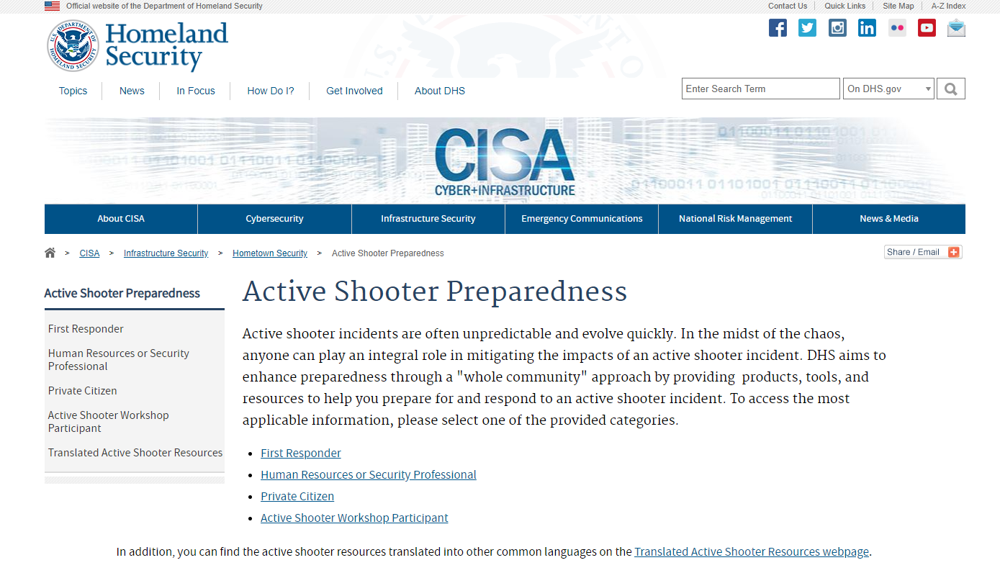 Official website of the Department of Homeland Security
Contact Us
Quick Links
Site Map
A-Z Index
U.S. DEPARTMENT OF HOMELAND SECURITY
Homeland
Security
Topics
News
In Focus
How Do I?
Get Involved
About DHS
Enter Search Term
On DHS.gov
CISA
CYBER+INFRASTRUCTURE
About CISA
Cybersecurity
Infrastructure Security
Emergency Communications
National Risk Management
News & Media
> CISA > Infrastructure Security > Hometown Security > Active Shooter Preparedness
Share / Email
Active Shooter Preparedness
First Responder
Human Resources or Security
Professional
Private Citizen
Active Shooter Workshop
Participant
Translated Active Shooter Resources
Active Shooter Preparedness
Active shooter incidents are often unpredictable and evolve quickly. In the midst of the chaos,
anyone can play an integral role in mitigating the impacts of an active shooter incident. DHS aims to
enhance preparedness through a "whole community" approach by providing  products, tools, and
resources to help you prepare for and respond to an active shooter incident. To access the most
applicable information, please select one of the provided categories.
• First Responder
• Human Resources or Security Professional
• Private Citizen
• Active Shooter Workshop Participant
In addition, you can find the active shooter resources translated into other common languages on the Translated Active Shooter Resources webpage.